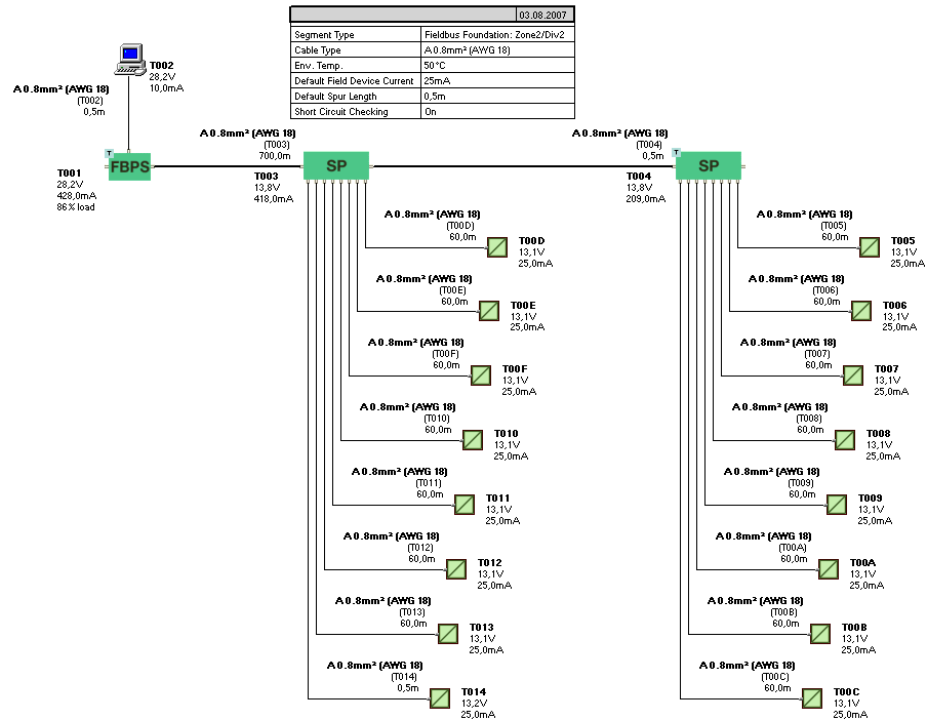 03.08.2007
Segment Type Fieldbus Foundation: Zone2/Div2
Cable Type A 0.8mm² (AWG 18)
Env. Temp. 50°C
Default Field Device Current 25mA
Default Spur Length 0,5m
Short Circuit Checking On
T002
28,2V
10,0mA
A 0.8mm² (AWG 18)
(T002)
0,5m
T
FBPS
T001
28,2V
428,0mA
86% load
A 0.8mm² (AWG 18)
(T003)
700,0m
SP
T003
13,8V
418,0mA
A 0.8mm² (AWG 18)
(T004)
0,5m
T
SP
T004
13,8V
209,0mA
A 0.8mm² (AWG 18)
(T00D)
60,0m
T00D
13,1V
25,0mA
A 0.8mm² (AWG 18)
(T00E)
60,0m
T00E
13,1V
25,0mA
A 0.8mm² (AWG 18)
(T00F)
60,0m
T00F
13,1V
25,0mA
A 0.8mm² (AWG 18)
(T010)
60,0m
T010
13,1V
25,0mA
A 0.8mm² (AWG 18)
(T011)
60,0m
T011
13,1V
25,0mA
A 0.8mm² (AWG 18)
(T012)
60,0m
T012
13,1V
25,0mA
A 0.8mm² (AWG 18)
(T013)
60,0m
T013
13,1V
25,0mA
A 0.8mm² (AWG 18)
(T014)
0,5m
T014
13,2V
25,0mA
A 0.8mm² (AWG 18)
(T005)
60,0m
T005
13,1V
25,0mA
A 0.8mm² (AWG 18)
(T006)
60,0m
T006
13,1V
25,0mA
A 0.8mm² (AWG 18)
(T007)
60,0m
T007
13,1V
25,0mA
A 0.8mm² (AWG 18)
(T008)
60,0m
T008
13,1V
25,0mA
A 0.8mm² (AWG 18)
(T009)
60,0m
T009
13,1V
25,0mA
A 0.8mm² (AWG 18)
(T00A)
60,0m
T00A
13,1V
25,0mA
A 0.8mm² (AWG 18)
(T00B)
60,0m
T00B
13,1V
25,0mA
A 0.8mm² (AWG 18)
(T00C)
60,0m
T00C
13,1V
25,0mA